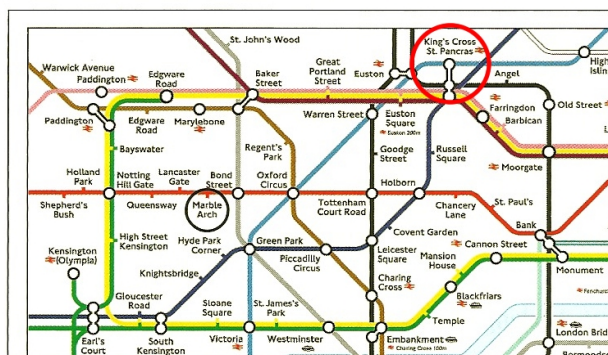 St. John's Wood
King's Cross
St. Pancras
High
Islin
Warwick Avenue
Paddington
Edgware
Road
Baker
Street
Great
Portland
Street
Euston
Angel
Paddington
Edgware
Road
Marylebone
Warren Street
Euston
Square
Euston 200m
Farringdon
Barbican
Old Street
Bayswater
Regent's
Park
Goodge
Street
Russell
Square
Moorgate
Holland
Park
Notting
Hill Gate
Lancaster
Gate
Bond
Street
Oxford
Circus
Holborn
Shepherd's
Bush
Queensway
Marble
Arch
Tottenham
Court Road
Chancery
Lane
St. Paul's
Bank
Kensington
(Olympia)
High Street
Kensington
Hyde Park
Corner
Green Park
Piccadilly
Circus
Leicester
Square
Covent Garden
Mansion
House
Cannon Street
Monument
Knightsbridge
Gloucester
Road
Sloane
Square
St. James's
Park
Charing
Cross
Blackfriars
Fenchur
Temple
Earl's
Court
South
Kensington
Victoria
Westminster
Embankment
Charing Cross 100m
London Brid
Bermondsey